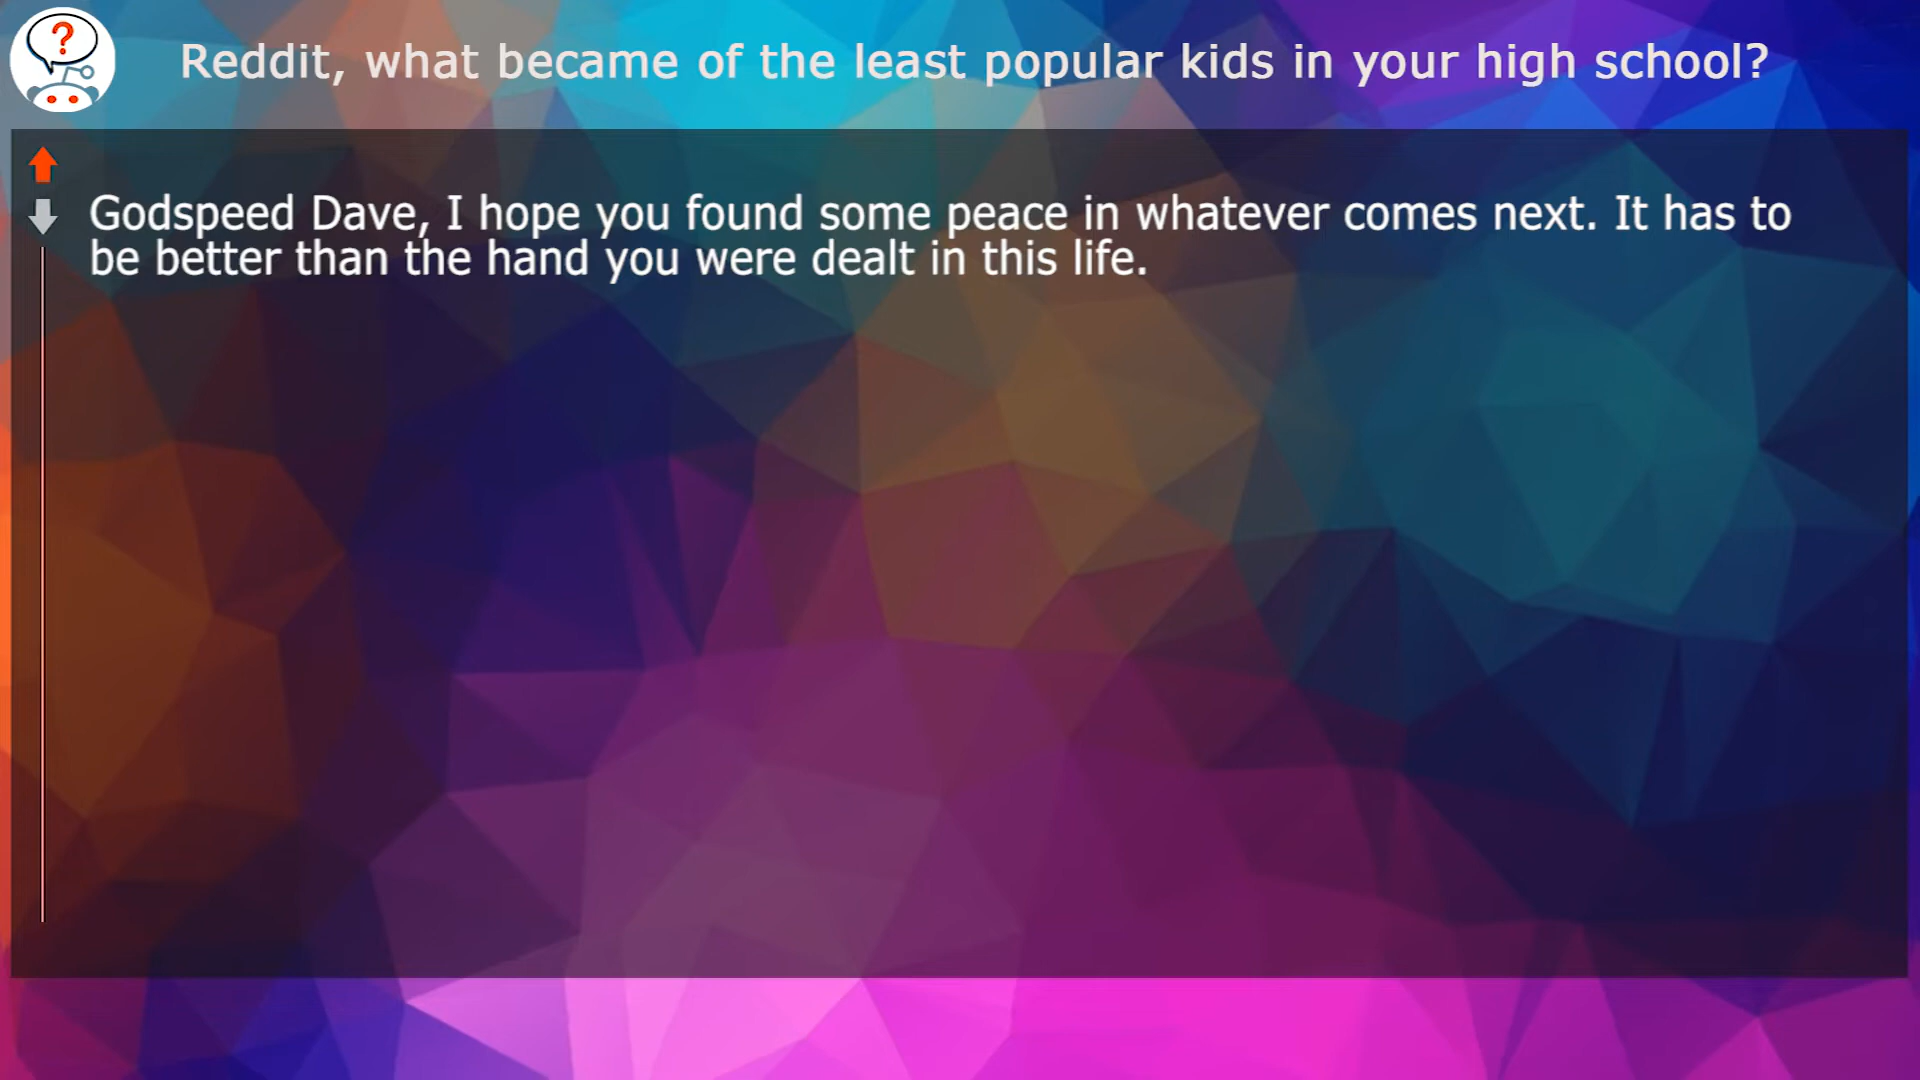 ?
Reddit, what became of the least popular kids in your high school?
Godspeed Dave, I hope you found some peace in whatever comes next. It has to
be better than the hand you were dealt in this life.